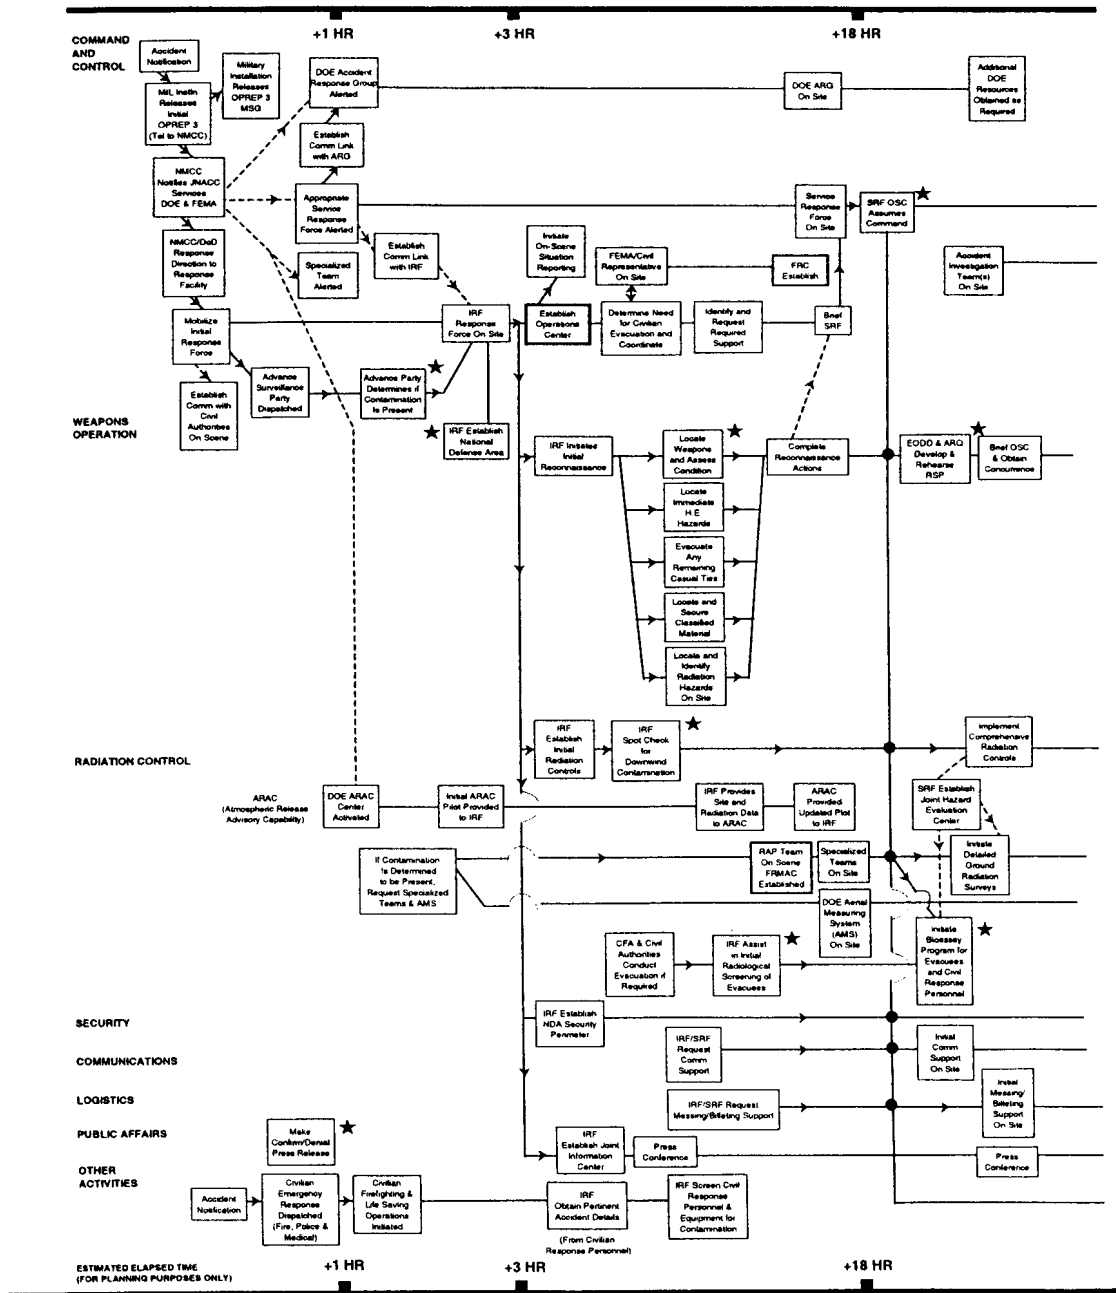 +1 HR
+3 HR
+18 HR
COMMAND
AND
CONTROL
Accident
Notification
Military
Installation
Releases
OPREP 3
MSG
MIL Instln
Releases
Initial
OPREP 3
(Tel to NMCC)
DOE Accident
Response Group
Alerted
DOE ARG
On Site
Additional
DOE
Resources
Obtained as
Required
Establish
Comm Link
with ARG
NMCC
Notifies JNACC
Services
DOE & FEMA
Appropriate
Service
Response
Force Alerted
Service
Response
Force
On Site
SRF OSC
Assumes
Command
NMCC/DoD
Response
Direction to
Response
Facility
Specialized
Team
Alerted
Establish
Comm Link
with IRF
Initiate
On-Scene
Situation
Reporting
FEMA/Civil
Representative
On Site
FRC
Establish
Accident
Investigation
Team(s)
On Site
Mobilize
Initial
Response
Force
IRF
Response
Force On Site
Establish
Operations
Center
Determine Need
for Civilian
Evacuation and
Coordinate
Identify and
Request
Required
Support
Brief
SRF
Advance
Surveillance
Party
Dispatched
Advance Party
Determines if
Contamination
Is Present
Establish
Comm with
Civil
Authorities
On Scene
WEAPONS
OPERATION
IRF Establish
National
Defense Area
IRF Initiates
Initial
Reconnaissance
Locate
Weapons
and Assess
Condition
Complete
Reconnaissance
Actions
EODD & ARQ
Develop &
Rehearse
RSP
Brief OSC
& Obtain
Concurrence
Locate
Immediate
H.E
Hazards
Evacuate
Any
Remaining
Casual Ties
Locate and
Secure
Classified
Material
Locate and
Identify
Radiation
Hazards
On Site
RADIATION CONTROL
IRF
Establish
Initial
Radiation
Controls
IRF
Spot Check
for
Downwind
Contamination
Implement
Comprehensive
Radiation
Controls
ARAC
(Atmospheric Release
Advisory Capability)
DOE ARAC
Center
Activated
Initial ARAC
Pilot Provided
to IRF
IRF Provides
Site and
Radiation Data
to ARAC
ARAC
Provided
Updated Plot
to IRF
SRF Establish
Joint Hazard
Evaluation
Center
If Contamination
Is Determined
to be Present,
Request Specialized
Teams & AMS
RAP Team
On Scene
FRMAC
Established
Specialized
Teams
On Site
Initiate
Detailed
Ground
Radiation
Surveys
DOE Aerial
Measuring
System
(AMS)
On Site
CFA & Civil
Authorities
Conduct
Evacuation if
Required
IRF Assist
in Initial
Radiological
Screening of
Evacuees
Initiate
Bioassay
Program for
Evacuees
and Civil
Response
Personnel
SECURITY
IRF Establish
NDA Security
Perimeter
COMMUNICATIONS
IRF/SRF
Request
Comm
Support
Initial
Comm
Support
On Site
LOGISTICS
IRF/SRF Request
Messing/Billeting Support
Initial
Messing/
Billeting
Support
On Site
PUBLIC AFFAIRS
Make
Confirm/Denial
Press Release
IRF
Establish Joint
Information
Center
Press
Conference
Press
Conference
OTHER
ACTIVITIES
Accident
Notification
Civilian
Emergency
Response
Dispatched
(Fire, Police &
Medical)
Civilian
Firefighting &
Life Saving
Operations
Initiated
IRF
Obtain Pertinent
Accident Details
(From Civilian
Response Personnel)
IRF Screen Civil
Response
Personnel &
Equipment for
Contamination
ESTIMATED ELAPSED TIME
(FOR PLANNING PURPOSES ONLY)
+1 HR
+3 HR
+18 HR